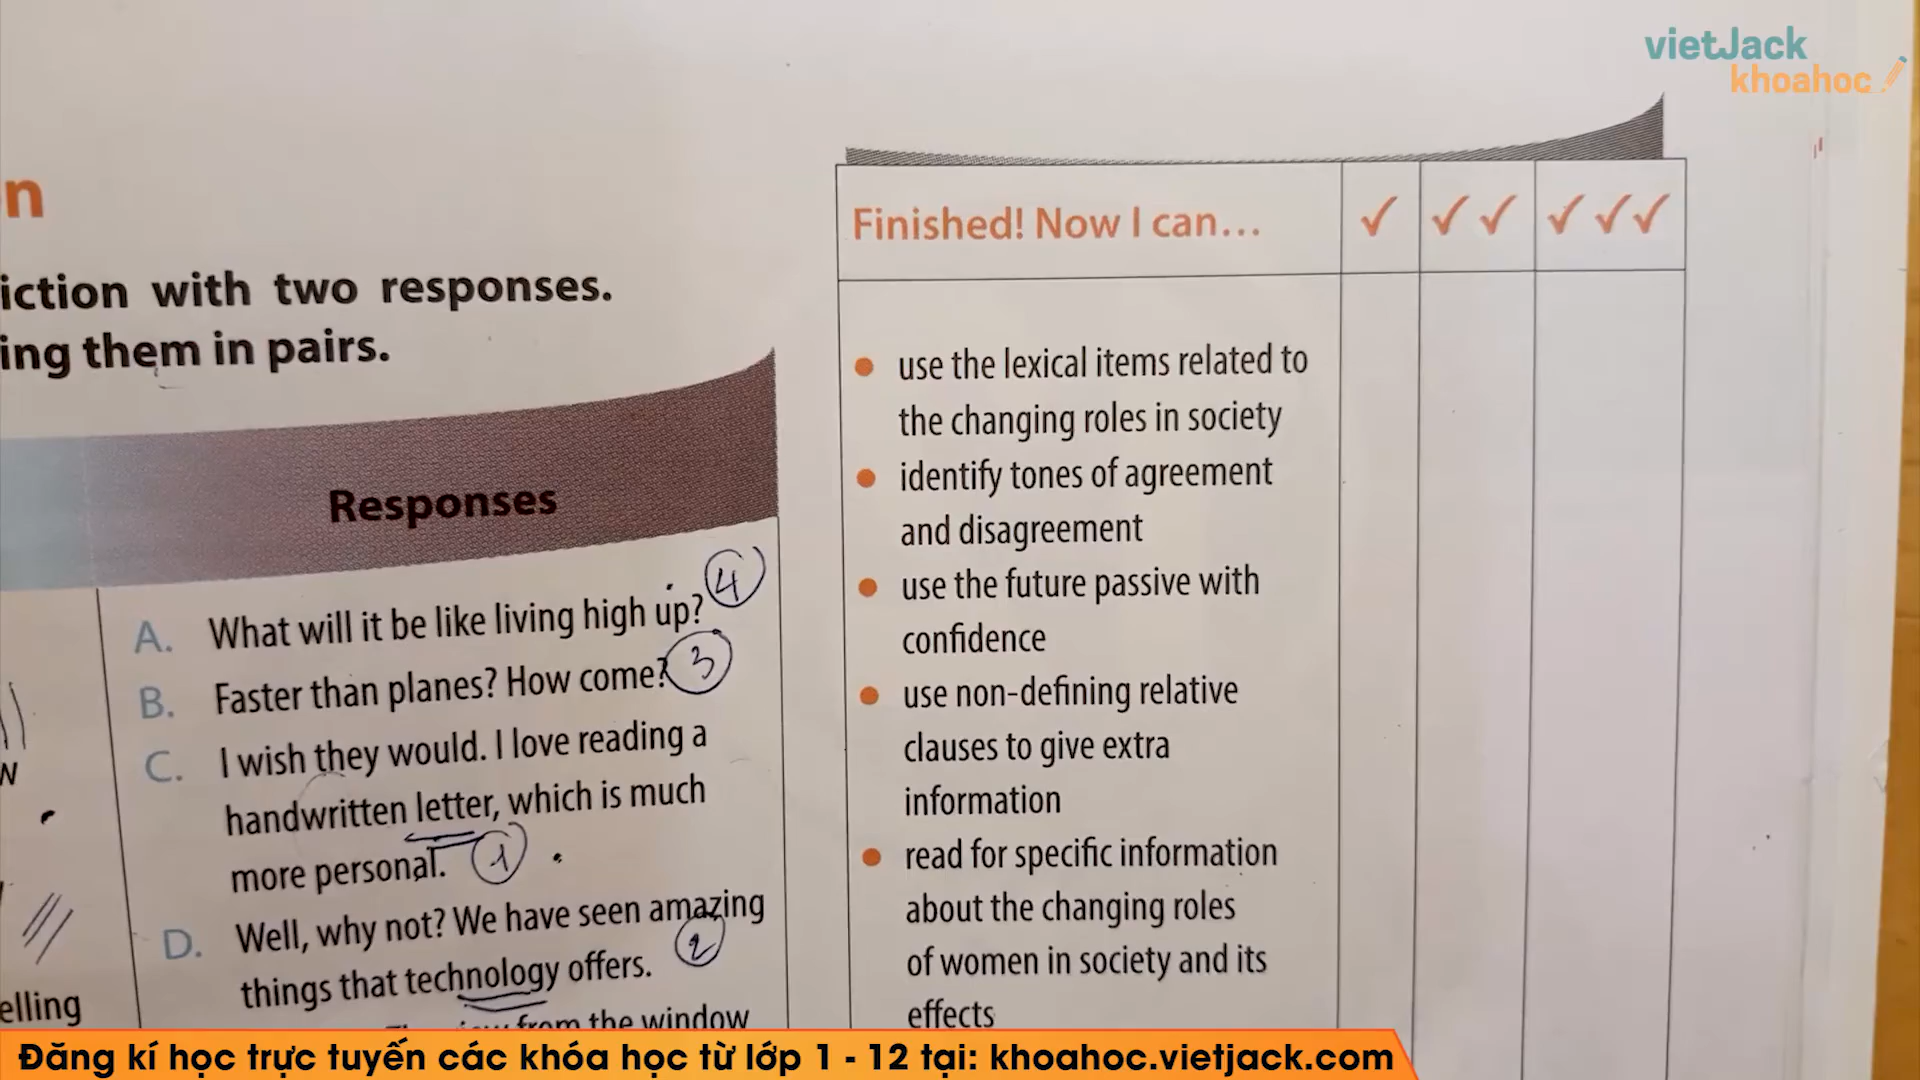 vietJack
khoahoc
n
iction with two responses.
ing them in pairs.
Responses
A. What will it be like living high up? 4
B. Faster than planes? How come? 3
C. I wish they would. I love reading a
handwritten letter, which is much
more personal. 1
D. Well, why not? We have seen amazing
things that technology offers. 2
from the window
elling
Finished! Now I can... ✓ ✓✓ ✓✓✓
• use the lexical items related to
the changing roles in society
• identify tones of agreement
and disagreement
• use the future passive with
confidence
• use non-defining relative
clauses to give extra
information
• read for specific information
about the changing roles
of women in society and its
effects
Đăng kí học trực tuyến các khóa học từ lớp 1 - 12 tại: khoahoc.vietjack.com